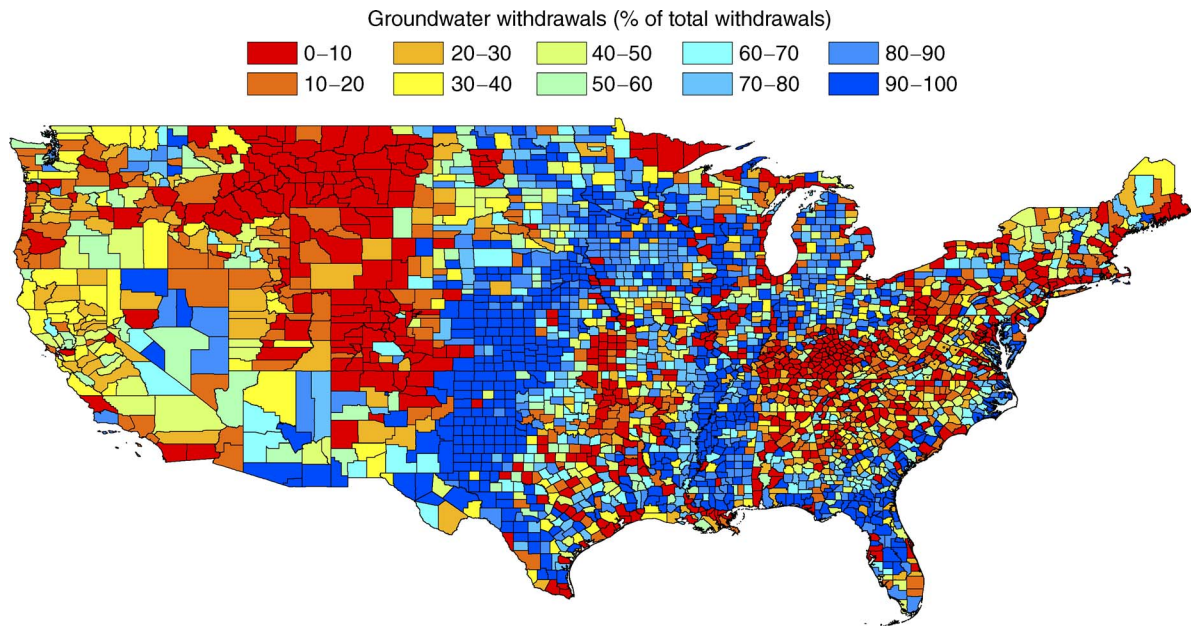 Groundwater withdrawals (% of total withdrawals)
0–10 20–30 40–50 60–70 80–90
10–20 30–40 50–60 70–80 90–100